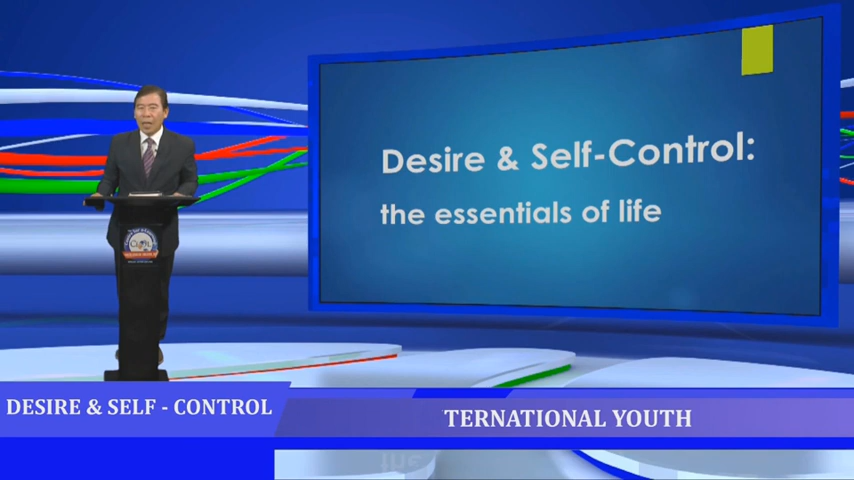 Desire & Self-Control:
the essentials of life
DESIRE & SELF - CONTROL
TERNATIONAL YOUTH